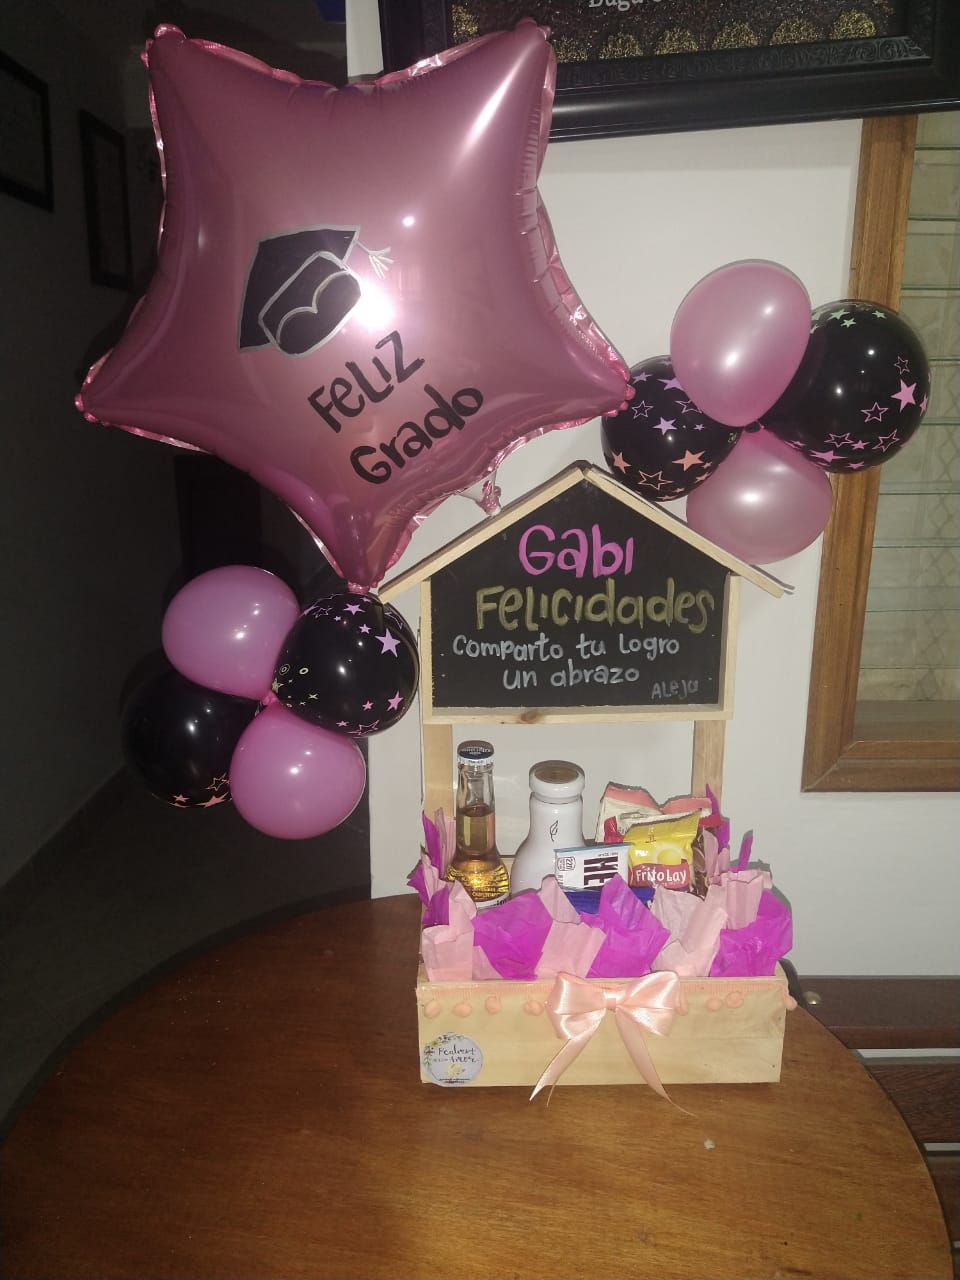 Feliz
Grado
Gabi
Felicidades
Comparto tu Logro
un abrazo
Aleja
FritoLay